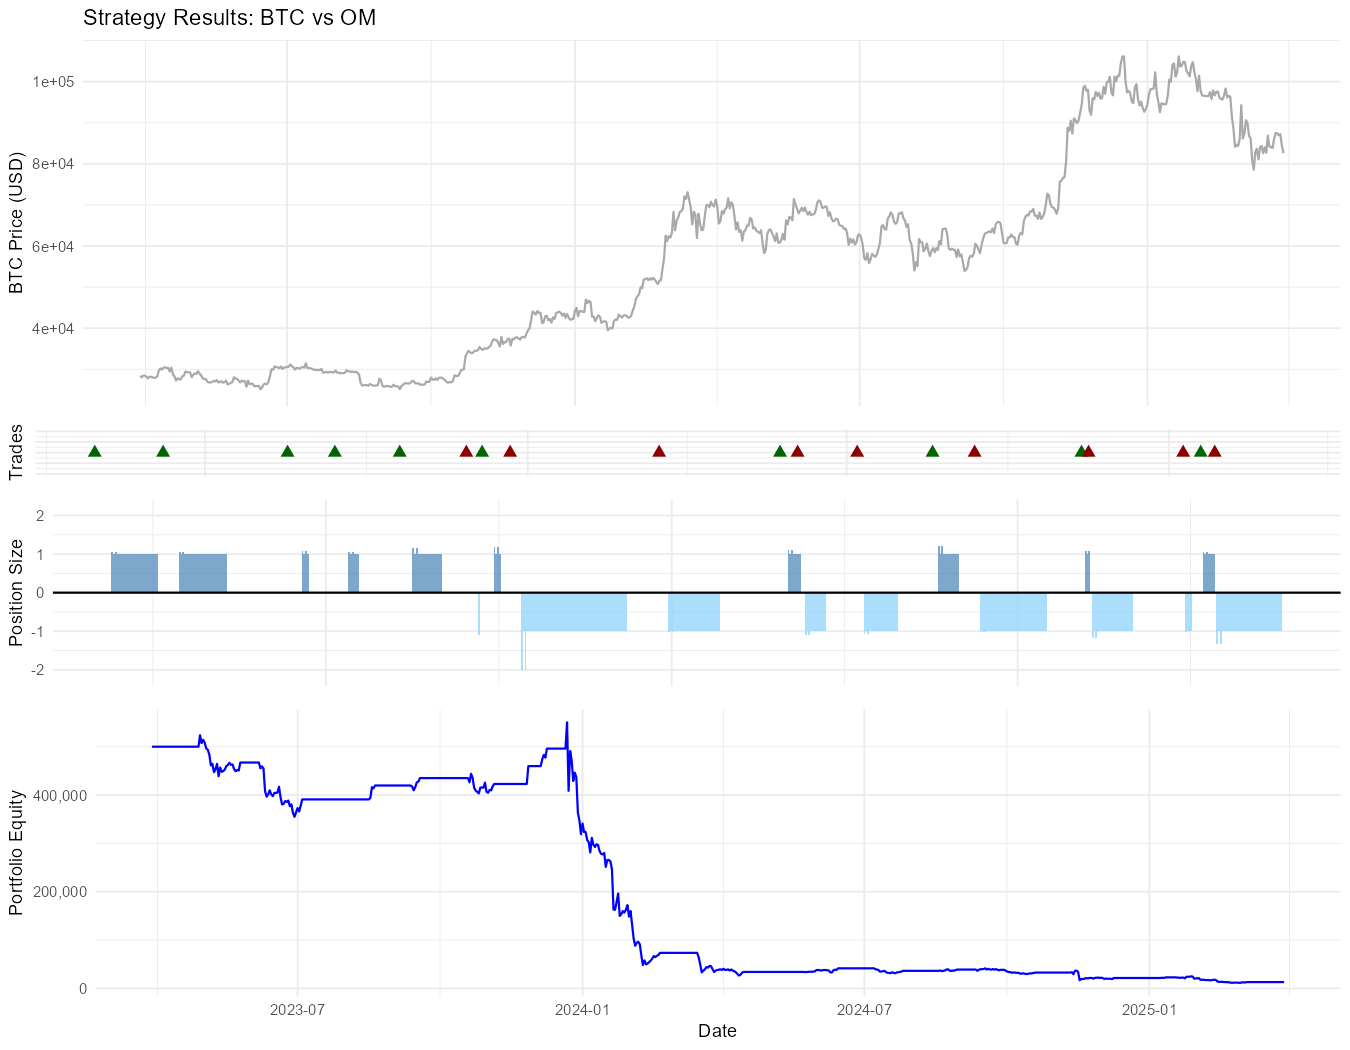 Strategy Results: BTC vs OM
BTC Price (USD)
1e+05
8e+04
6e+04
4e+04
Trades
Position Size
2
1
0
-1
-2
Portfolio Equity
400,000
200,000
0
2023-07
2024-01
2024-07
2025-01
Date